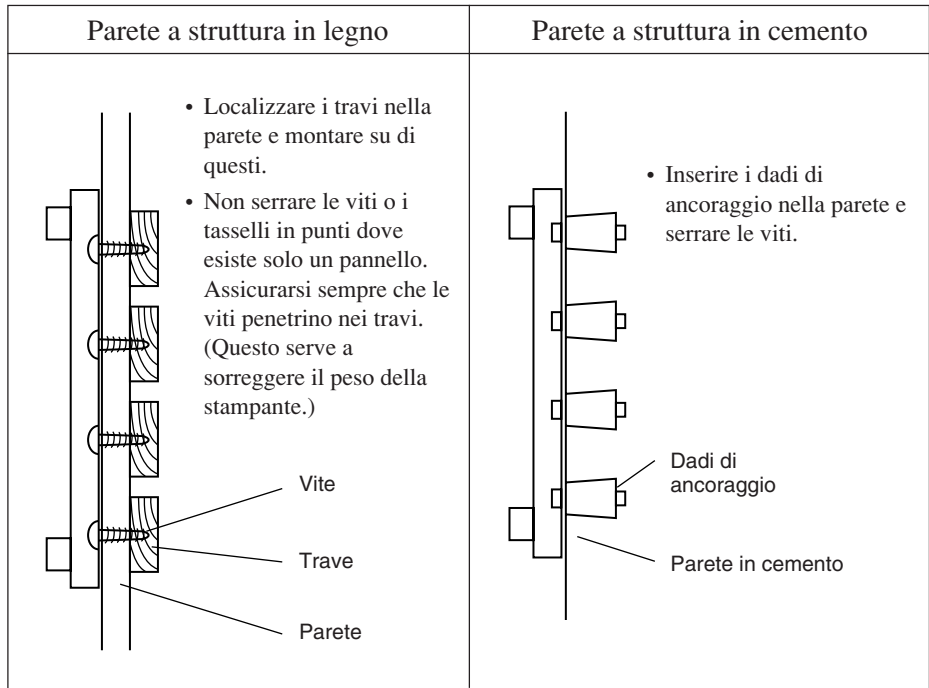 Parete a struttura in legno
Parete a struttura in cemento
• Localizzare i travi nella
parete e montare su di
questi.
• Non serrare le viti o i
tasselli in punti dove
esiste solo un pannello.
Assicurarsi sempre che le
viti penetrino nei travi.
(Questo serve a
sorreggere il peso della
stampante.)
Vite
Trave
Parete
• Inserire i dadi di
ancoraggio nella parete e
serrare le viti.
Dadi di
ancoraggio
Parete in cemento